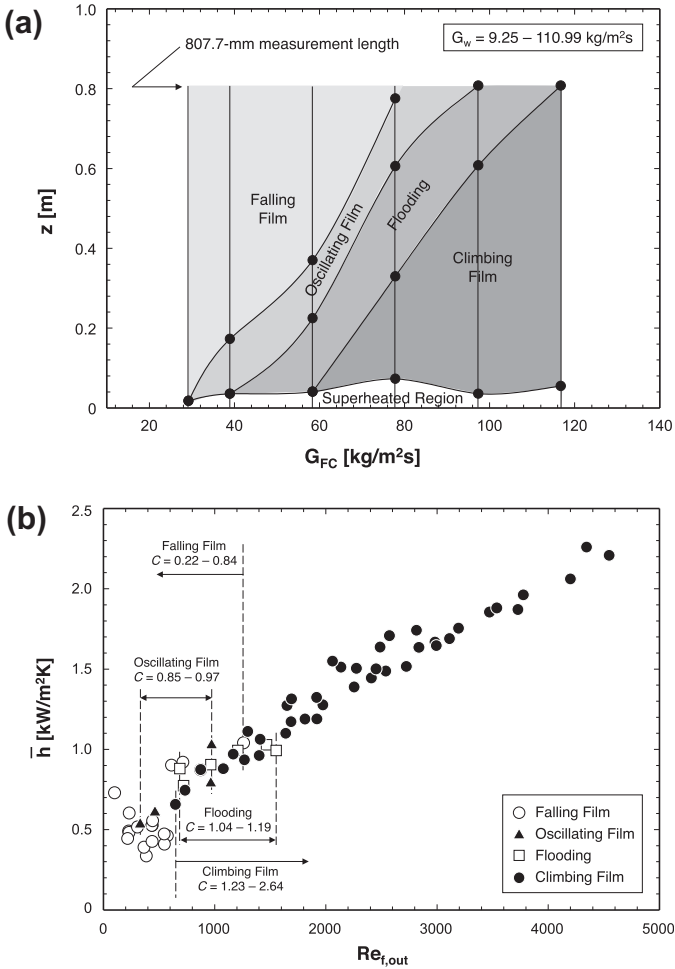 (a)
1.0
0.8
0.6
0.4
0.2
0
z [m]
807.7-mm measurement length
G_w = 9.25 – 110.99 kg/m²s
Falling
Film
Oscillating Film
Flooding
Climbing
Film
Superheated Region
20 40 60 80 100 120 140
G_FC [kg/m²s]
(b)
2.5
2.0
1.5
1.0
0.5
0
h̅ [kW/m²K]
Falling Film
C = 0.22 – 0.84
Oscillating Film
C = 0.85 – 0.97
Flooding
C = 1.04 – 1.19
Climbing Film
C = 1.23 – 2.64
Falling Film
Oscillating Film
Flooding
Climbing Film
0 1000 2000 3000 4000 5000
Re_f,out